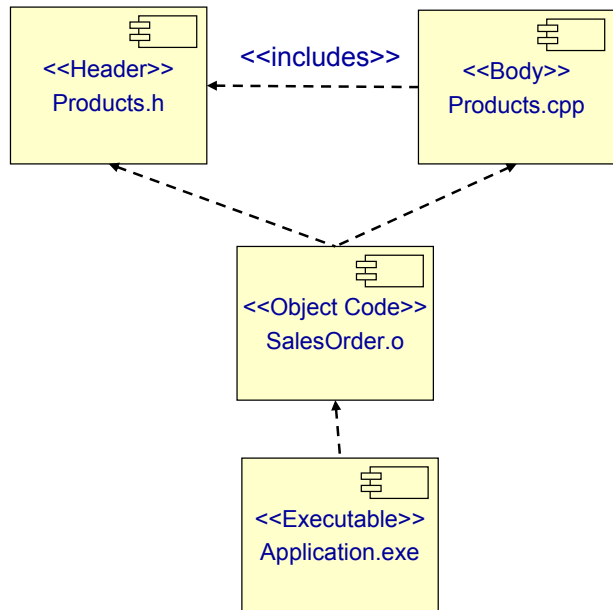 <<Header>>
Products.h
<<includes>>
<<Body>>
Products.cpp
<<Object Code>>
SalesOrder.o
<<Executable>>
Application.exe